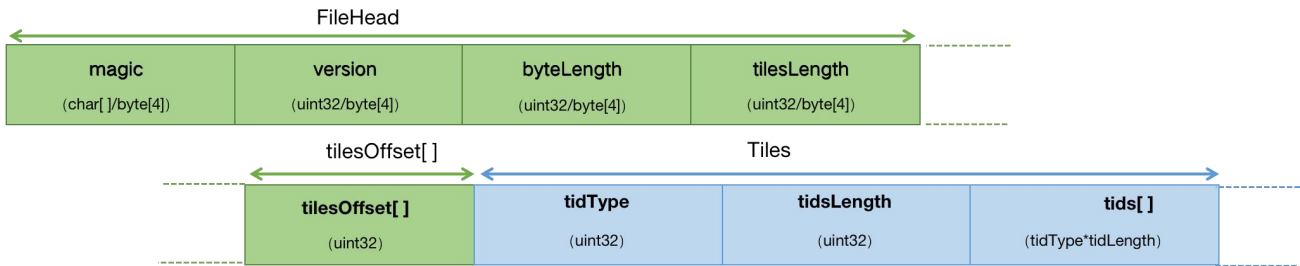 FileHead
magic version byteLength tilesLength
(char[ ]/byte[4]) (uint32/byte[4]) (uint32/byte[4]) (uint32/byte[4])
tilesOffset[ ] Tiles
tilesOffset[ ] tidType tidsLength tids[ ]
(uint32) (uint32) (uint32) (tidType*tidLength)